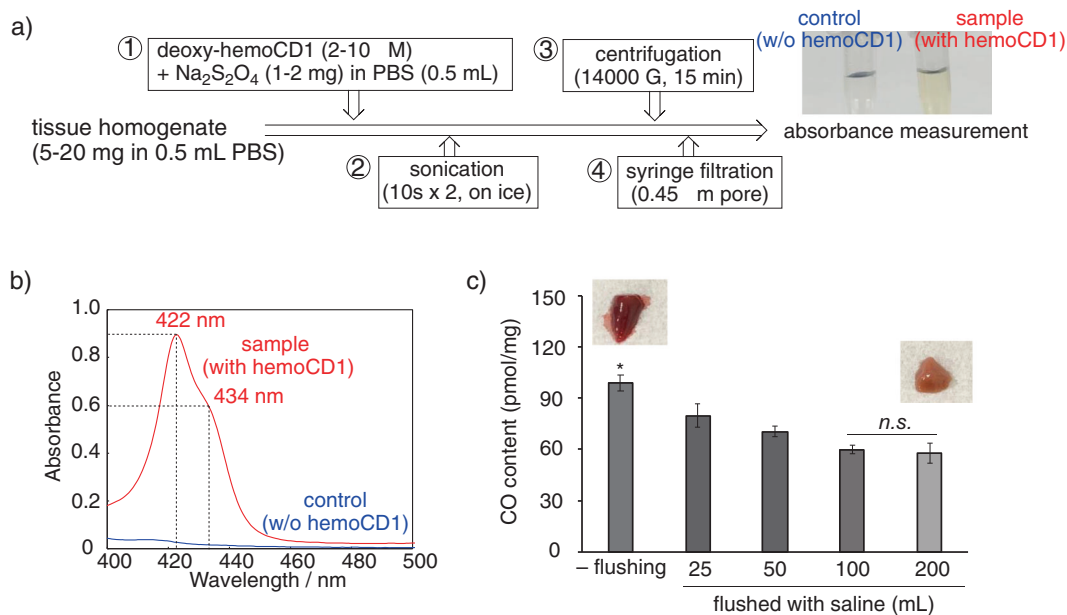 a)
① deoxy-hemoCD1 (2-10 M)
+ Na₂S₂O₄ (1-2 mg) in PBS (0.5 mL)
③ centrifugation
(14000 G, 15 min)
control
(w/o hemoCD1)
sample
(with hemoCD1)
tissue homogenate
(5-20 mg in 0.5 mL PBS)
absorbance measurement
② sonication
(10s x 2, on ice)
④ syringe filtration
(0.45 m pore)
b)
Absorbance
1.0
0.8
0.6
0.4
0.2
0
422 nm
sample
(with hemoCD1)
434 nm
control
(w/o hemoCD1)
400 420 440 460 480 500
Wavelength / nm
c)
CO content (pmol/mg)
150
120
90
60
30
0
*
n.s.
– flushing 25 50 100 200
flushed with saline (mL)